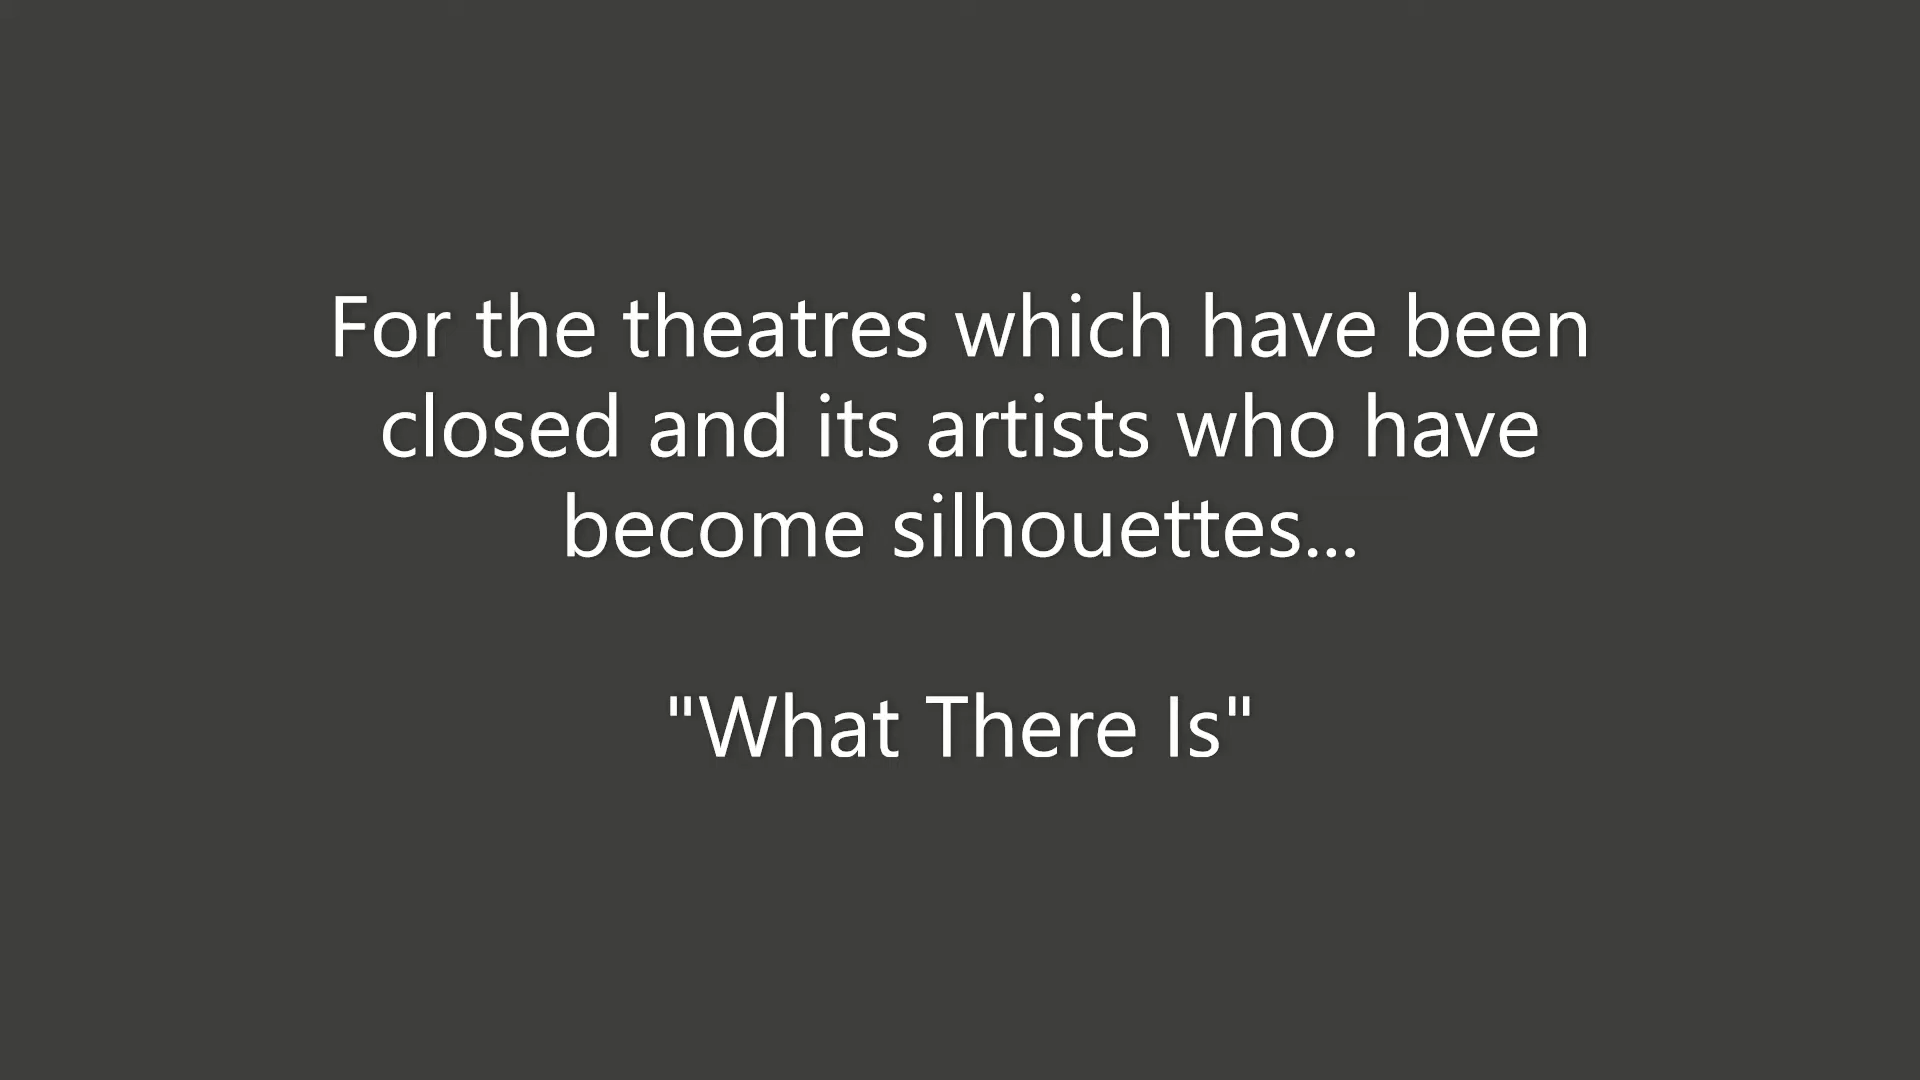 For the theatres which have been
closed and its artists who have
become silhouettes...
"What There Is"